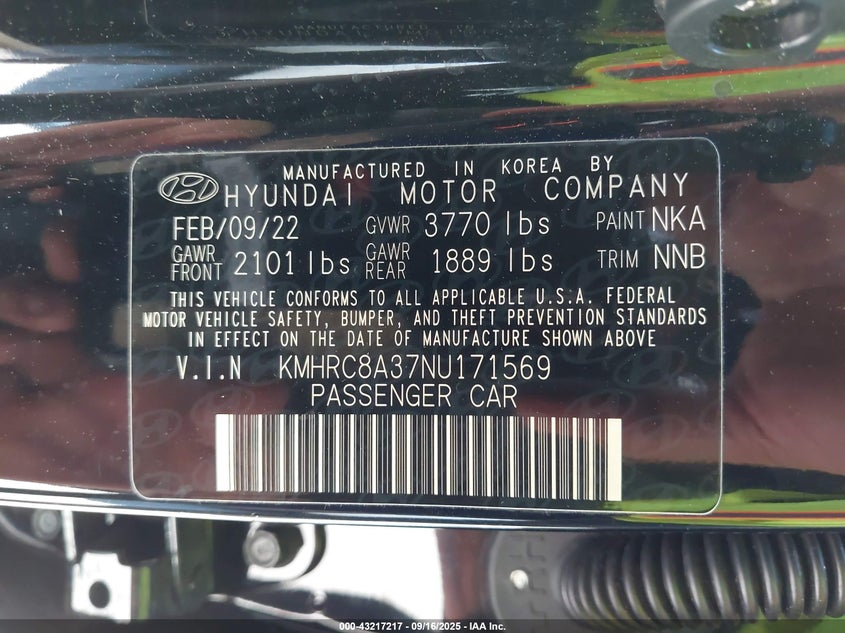 MANUFACTURED IN KOREA BY
HYUNDAI MOTOR COMPANY
FEB/09/22 GVWR 3770 lbs PAINT NKA
GAWR FRONT 2101 lbs GAWR REAR 1889 lbs TRIM NNB
THIS VEHICLE CONFORMS TO ALL APPLICABLE U.S.A. FEDERAL
MOTOR VEHICLE SAFETY, BUMPER, AND THEFT PREVENTION STANDARDS
IN EFFECT ON THE DATE OF MANUFACTURE SHOWN ABOVE
V.I.N KMHRC8A37NU171569
PASSENGER CAR
000-43217217 - 09/16/2025 - IAA Inc.